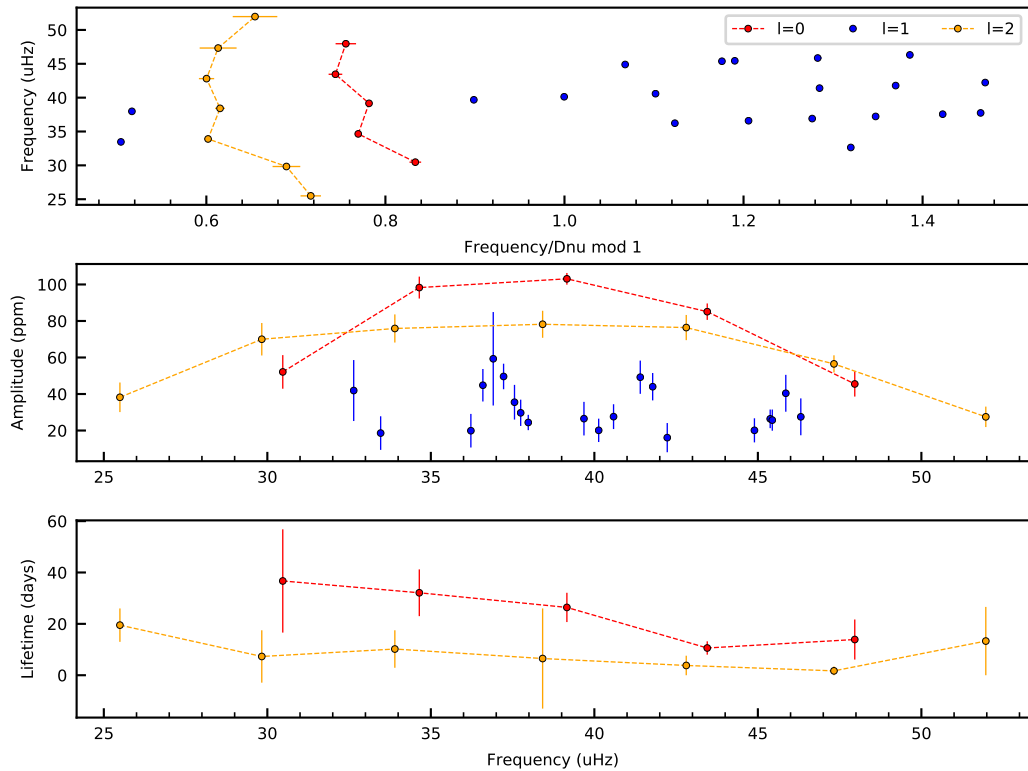 l=0 l=1 l=2
Frequency (uHz)
50
45
40
35
30
25
0.6 0.8 1.0 1.2 1.4
Frequency/Dnu mod 1
Amplitude (ppm)
100
80
60
40
20
25 30 35 40 45 50
Lifetime (days)
60
40
20
0
25 30 35 40 45 50
Frequency (uHz)